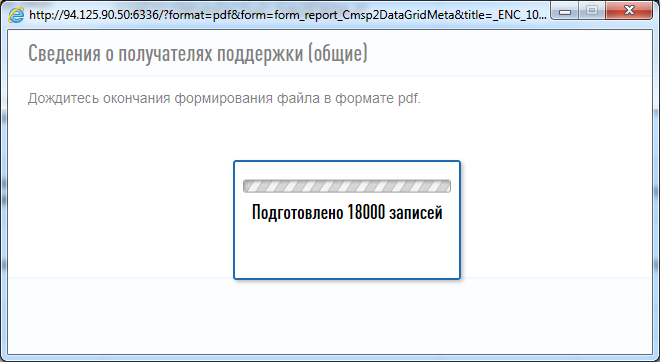 http://94.125.90.50:6336/?format=pdf&form=form_report_Cmsp2DataGridMeta&title=_ENC_10...
Сведения о получателях поддержки (общие)
Дождитесь окончания формирования файла в формате pdf.
Подготовлено 18000 записей